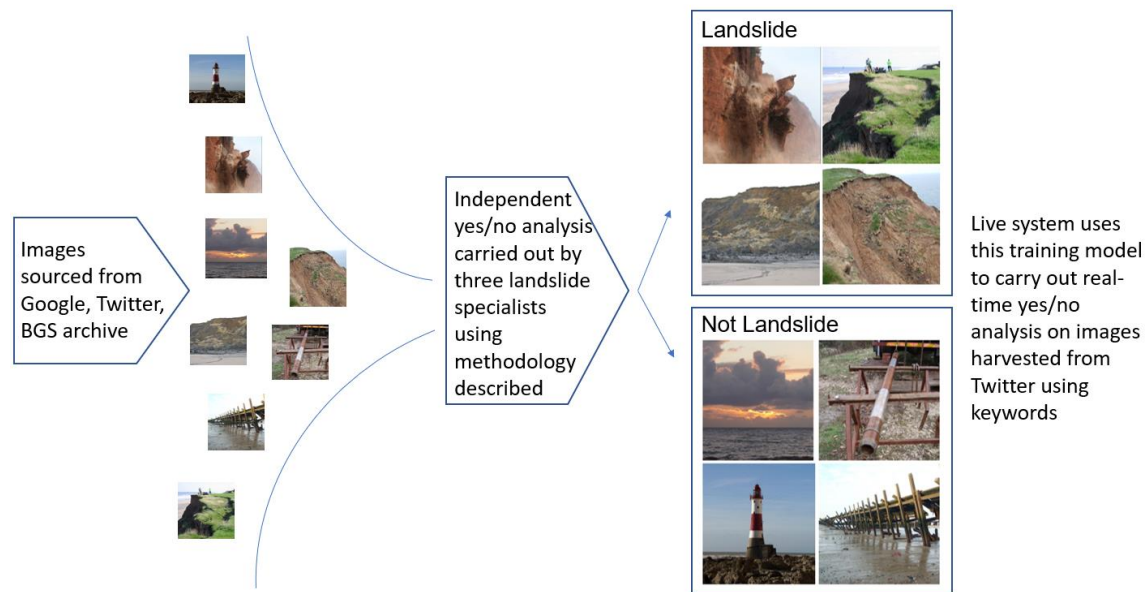 Images
sourced from
Google, Twitter,
BGS archive
Independent
yes/no analysis
carried out by
three landslide
specialists
using
methodology
described
Landslide
Not Landslide
Live system uses
this training model
to carry out real-
time yes/no
analysis on images
harvested from
Twitter using
keywords